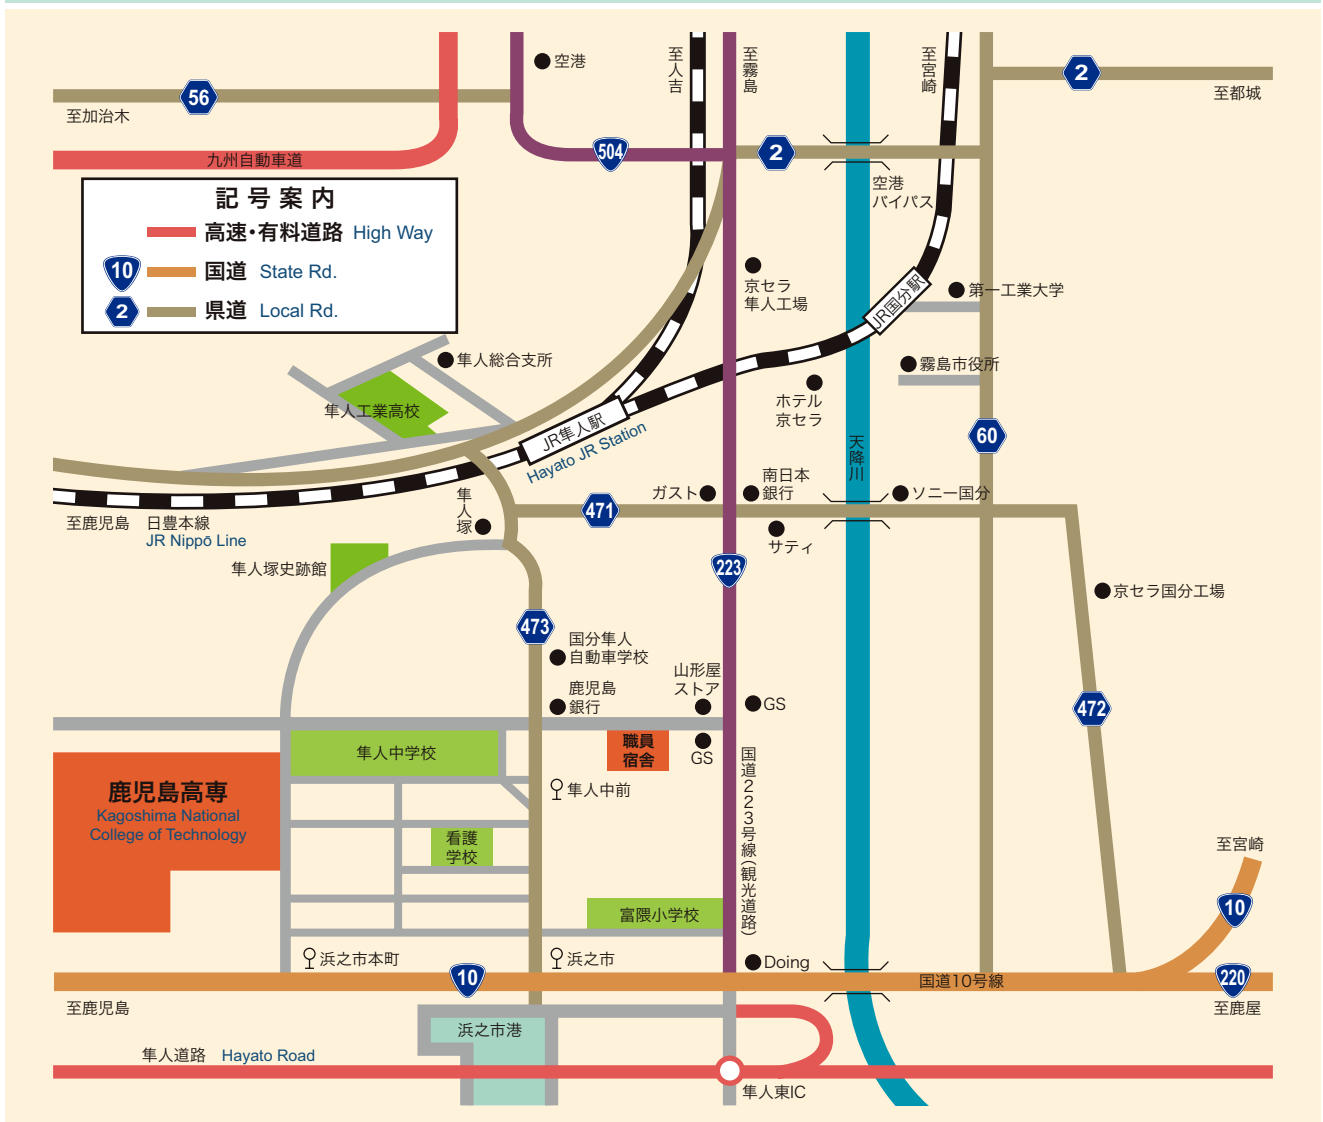 空港
至人吉
至霧島
至宮崎
2
56
至加治木
至都城
九州自動車道
504
2
空港
バイパス
記号案内
高速・有料道路 High Way
10
国道 State Rd.
2
県道 Local Rd.
京セラ
隼人工場
JR国分駅
第一工業大学
隼人総合支所
霧島市役所
隼人工業高校
ホテル
京セラ
JR隼人駅
Hayato JR Station
天降川
60
ガスト
南日本
銀行
ソニー国分
471
至鹿児島
日豊本線
JR Nippō Line
隼人塚
サティ
隼人塚史跡館
223
京セラ国分工場
473
国分隼人
自動車学校
山形屋
ストア
鹿児島
銀行
GS
472
隼人中学校
職員
宿舎
GS
鹿児島高専
Kagoshima National
College of Technology
隼人中前
国道223号線(観光道路)
看護
学校
至宮崎
10
富隈小学校
浜之市本町
浜之市
Doing
10
国道10号線
220
至鹿児島
至鹿屋
浜之市港
隼人道路 Hayato Road
隼人東IC